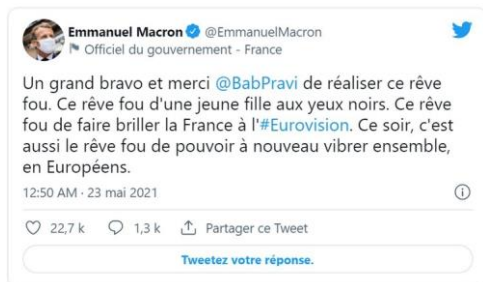 Emmanuel Macron @EmmanuelMacron
Officiel du gouvernement - France
Un grand bravo et merci @BabPravi de réaliser ce rêve
fou. Ce rêve fou d'une jeune fille aux yeux noirs. Ce rêve
fou de faire briller la France à l'#Eurovision. Ce soir, c'est
aussi le rêve fou de pouvoir à nouveau vibrer ensemble,
en Européens.
12:50 AM · 23 mai 2021
22,7 k 1,3 k Partager ce Tweet
Tweetez votre réponse.